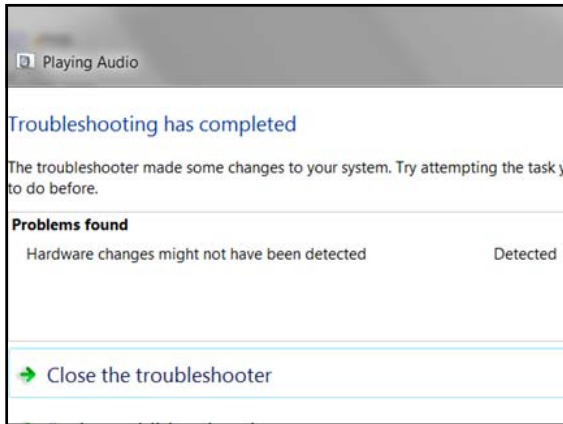 Playing Audio
Troubleshooting has completed
The troubleshooter made some changes to your system. Try attempting the task
to do before.
Problems found
Hardware changes might not have been detected Detected
Close the troubleshooter